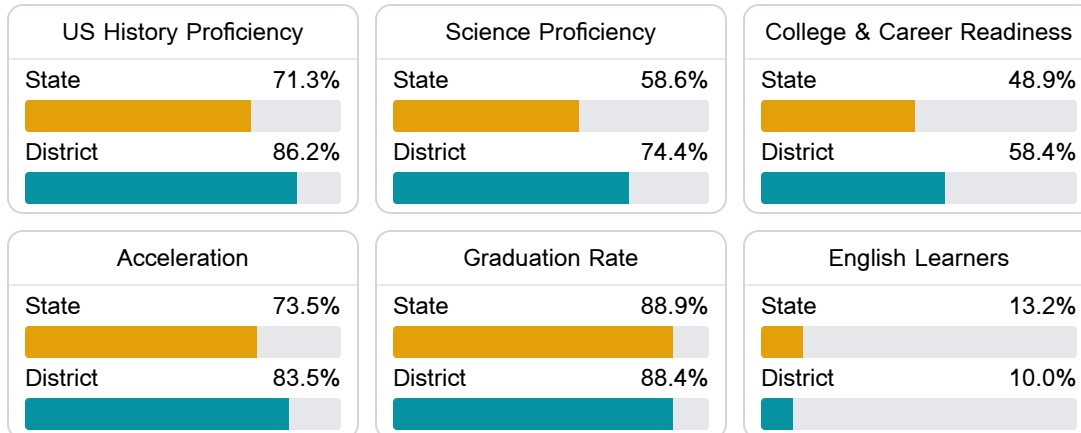 US History Proficiency
State 71.3%
District 86.2%
Science Proficiency
State 58.6%
District 74.4%
College & Career Readiness
State 48.9%
District 58.4%
Acceleration
State 73.5%
District 83.5%
Graduation Rate
State 88.9%
District 88.4%
English Learners
State 13.2%
District 10.0%